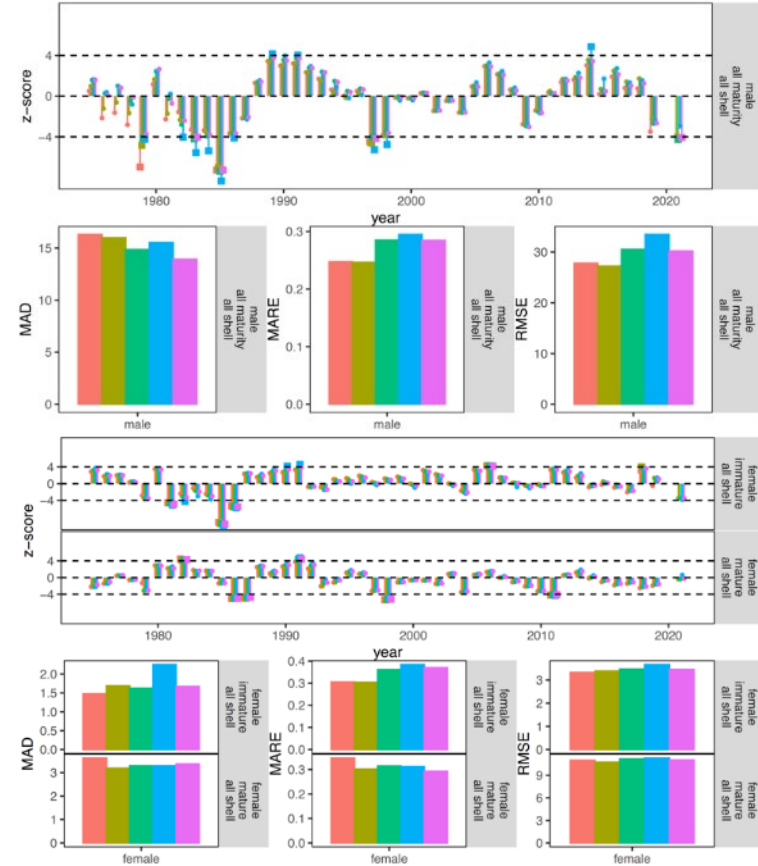 z-score
4
0
−4
male
all maturity
all shell
1980
1990
2000
2010
2020
year
MAD
15
10
5
0
male
all maturity
all shell
male
MARE
0.3
0.2
0.1
0.0
male
all maturity
all shell
male
RMSE
30
20
10
0
male
all maturity
all shell
male
z-score
4
0
−4
female
immature
all shell
4
0
−4
female
mature
all shell
1980
1990
2000
2010
2020
year
MAD
2.0
1.5
1.0
0.5
0.0
female
immature
all shell
3
2
1
0
female
mature
all shell
female
MARE
0.4
0.3
0.2
0.1
0.0
female
immature
all shell
0.3
0.2
0.1
0.0
female
mature
all shell
female
RMSE
3
2
1
0
female
immature
all shell
9
6
3
0
female
mature
all shell
female